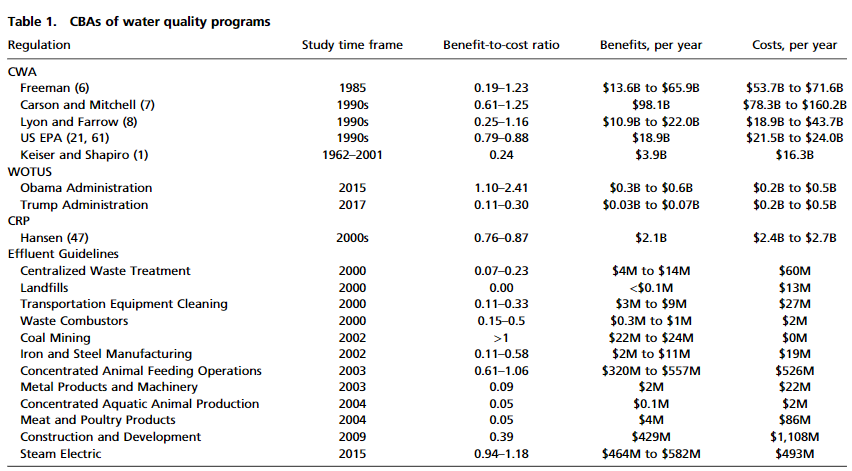 Table 1. CBAs of water quality programs
Regulation Study time frame Benefit-to-cost ratio Benefits, per year Costs, per year
CWA
Freeman (6) 1985 0.19–1.23 $13.6B to $65.9B $53.7B to $71.6B
Carson and Mitchell (7) 1990s 0.61–1.25 $98.1B $78.3B to $160.2B
Lyon and Farrow (8) 1990s 0.25–1.16 $10.9B to $22.0B $18.9B to $43.7B
US EPA (21, 61) 1990s 0.79–0.88 $18.9B $21.5B to $24.0B
Keiser and Shapiro (1) 1962–2001 0.24 $3.9B $16.3B
WOTUS
Obama Administration 2015 1.10–2.41 $0.3B to $0.6B $0.2B to $0.5B
Trump Administration 2017 0.11–0.30 $0.03B to $0.07B $0.2B to $0.5B
CRP
Hansen (47) 2000s 0.76–0.87 $2.1B $2.4B to $2.7B
Effluent Guidelines
Centralized Waste Treatment 2000 0.07–0.23 $4M to $14M $60M
Landfills 2000 0.00 <$0.1M $13M
Transportation Equipment Cleaning 2000 0.11–0.33 $3M to $9M $27M
Waste Combustors 2000 0.15–0.5 $0.3M to $1M $2M
Coal Mining 2002 >1 $22M to $24M $0M
Iron and Steel Manufacturing 2002 0.11–0.58 $2M to $11M $19M
Concentrated Animal Feeding Operations 2003 0.61–1.06 $320M to $557M $526M
Metal Products and Machinery 2003 0.09 $2M $22M
Concentrated Aquatic Animal Production 2004 0.05 $0.1M $2M
Meat and Poultry Products 2004 0.05 $4M $86M
Construction and Development 2009 0.39 $429M $1,108M
Steam Electric 2015 0.94–1.18 $464M to $582M $493M